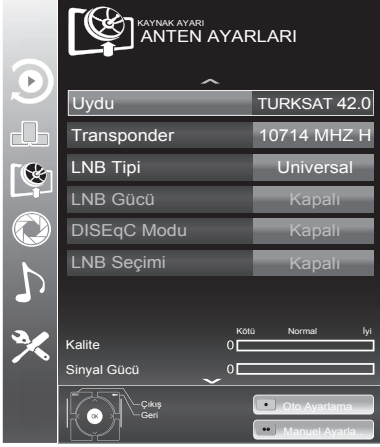 KAYNAK AYARI
ANTEN AYARLARI
Uydu TURKSAT 42.0
Transponder 10714 MHZ H
LNB Tipi Universal
LNB Gücü Kapalı
DISEqC Modu Kapalı
LNB Seçimi Kapalı
Kötü Normal İyi
Kalite 0
Sinyal Gücü 0
OK
Çıkış
Geri
Oto Ayarlama
Manuel Ayarla..